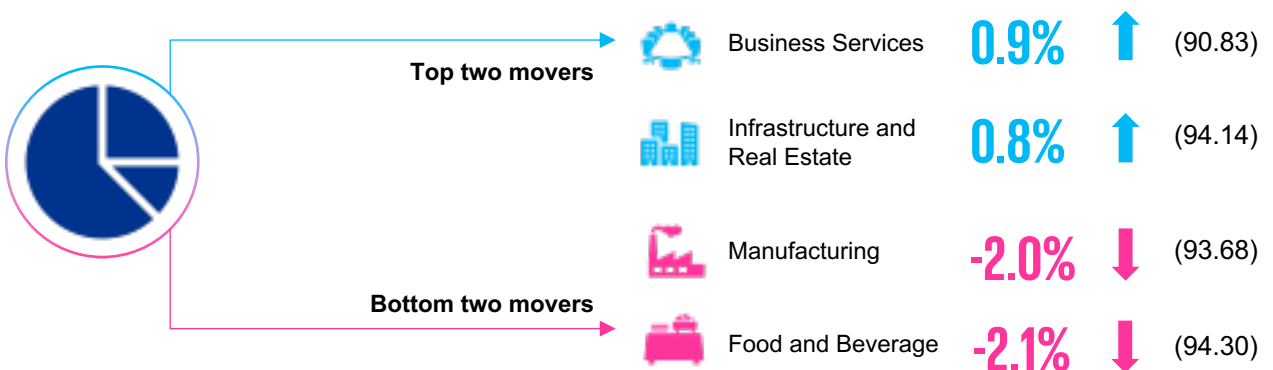 Business Services 0.9% (90.83)
Top two movers
Infrastructure and
Real Estate 0.8% (94.14)
Manufacturing -2.0% (93.68)
Bottom two movers
Food and Beverage -2.1% (94.30)